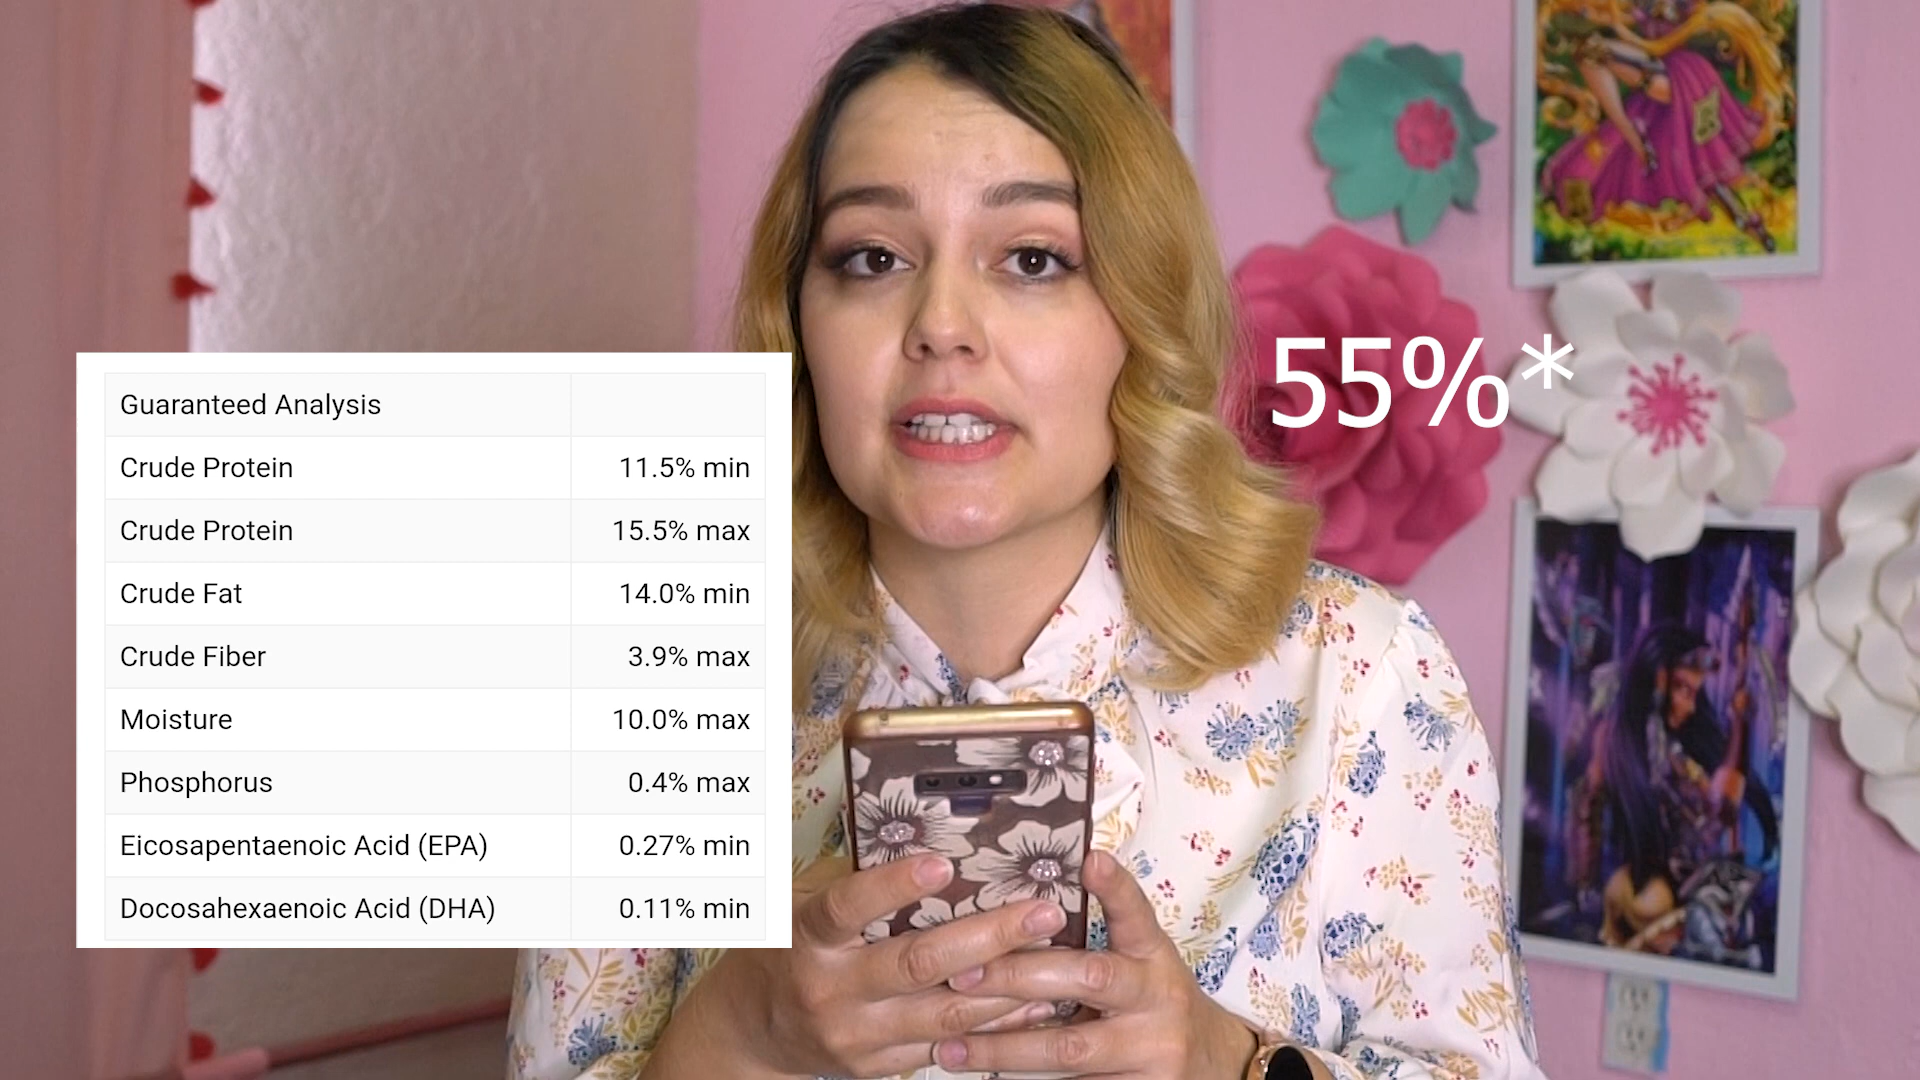 Guaranteed Analysis
Crude Protein 11.5% min
Crude Protein 15.5% max
Crude Fat 14.0% min
Crude Fiber 3.9% max
Moisture 10.0% max
Phosphorus 0.4% max
Eicosapentaenoic Acid (EPA) 0.27% min
Docosahexaenoic Acid (DHA) 0.11% min
55%*